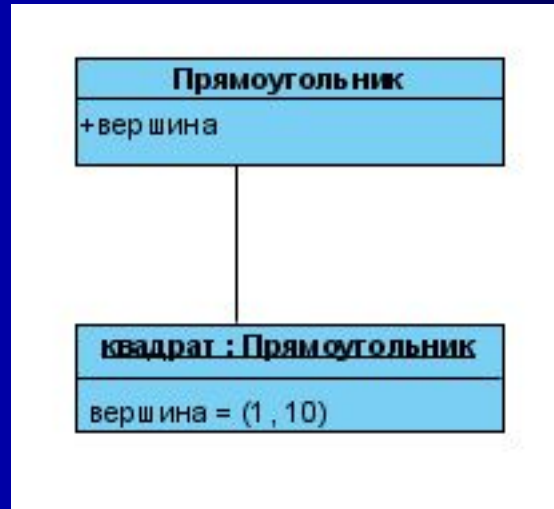 Прямоугольник
+вершина
квадрат : Прямоугольник
вершина = (1 , 10)